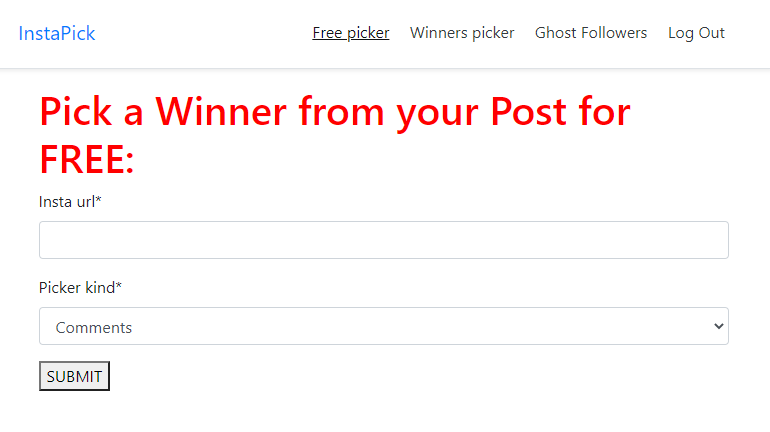 InstaPick Free picker Winners picker Ghost Followers Log Out
Pick a Winner from your Post for
FREE:
Insta url*
Picker kind*
Comments
SUBMIT